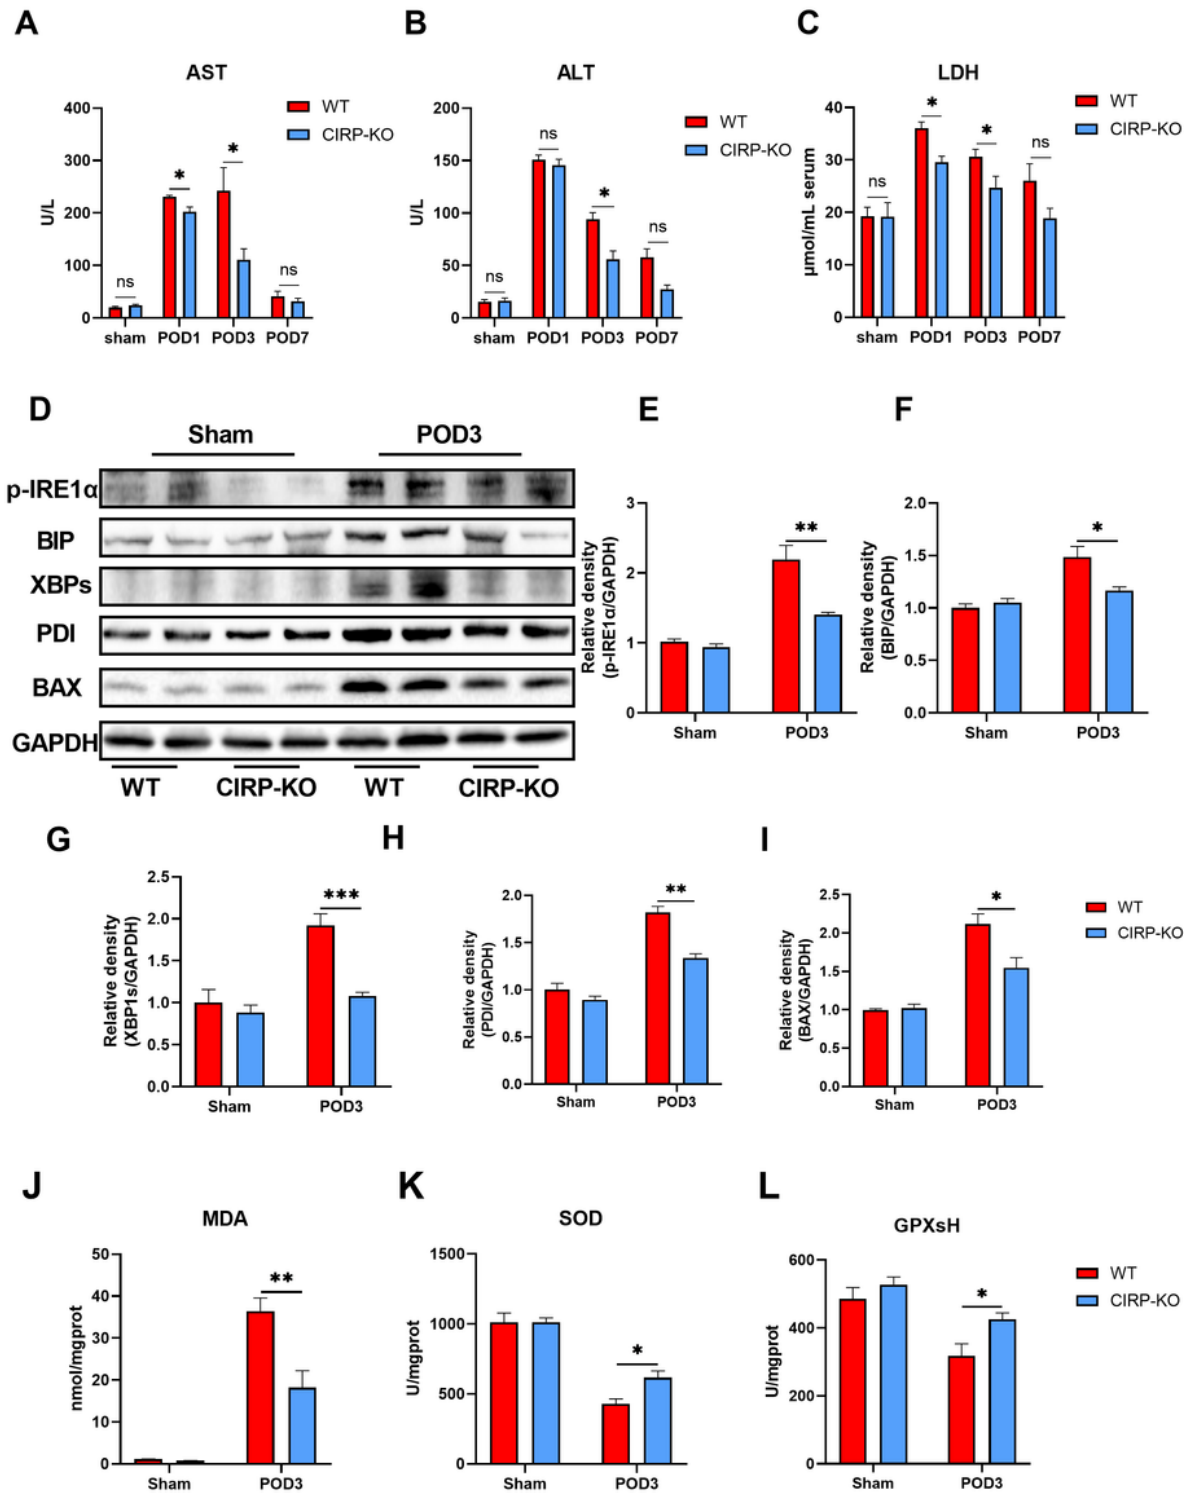 A
B
C
AST
ALT
LDH
400
300
200
100
0
U/L
ns
*
*
ns
sham POD1 POD3 POD7
WT
CIRP-KO
200
150
100
50
0
U/L
ns
ns
*
ns
sham POD1 POD3 POD7
WT
CIRP-KO
40
30
20
10
0
µmol/mL serum
ns
*
*
ns
sham POD1 POD3 POD7
WT
CIRP-KO
D
E
F
Sham POD3
p-IRE1α
BIP
XBPs
PDI
BAX
GAPDH
WT CIRP-KO WT CIRP-KO
3
2
1
0
Relative density
(p-IRE1α/GAPDH)
**
Sham POD3
2.0
1.5
1.0
0.5
0.0
Relative density
(BIP/GAPDH)
*
Sham POD3
G
H
I
2.5
2.0
1.5
1.0
0.5
0.0
Relative density
(XBP1s/GAPDH)
***
Sham POD3
2.0
1.5
1.0
0.5
0.0
Relative density
(PDI/GAPDH)
**
Sham POD3
2.5
2.0
1.5
1.0
0.5
0.0
Relative density
(BAX/GAPDH)
*
Sham POD3
WT
CIRP-KO
J
K
L
MDA
SOD
GPXsH
50
40
30
20
10
0
nmol/mgprot
**
Sham POD3
1500
1000
500
0
U/mgprot
*
Sham POD3
600
400
200
0
U/mgprot
*
Sham POD3
WT
CIRP-KO